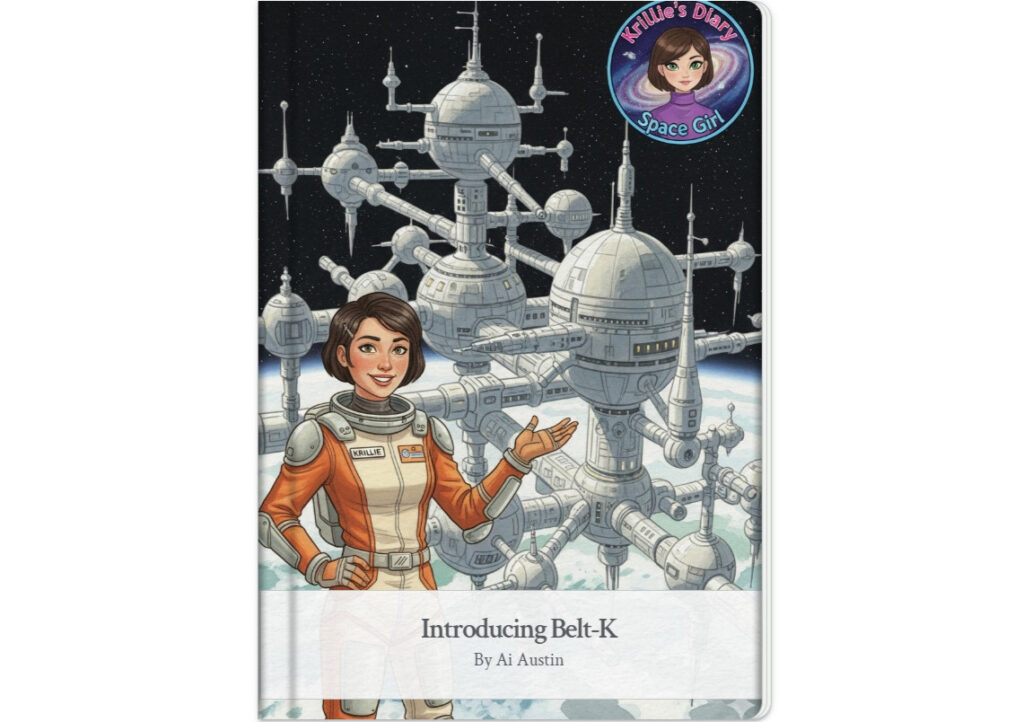 Krillie's Diary
Space Girl
KRILLIE
Introducing Belt-K
By Ai Austin